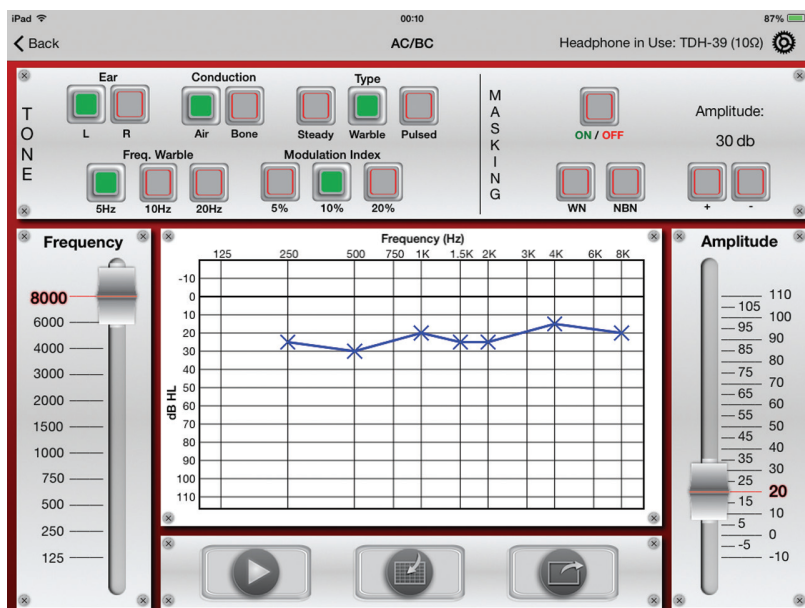 iPad 00:10 87%
Back AC/BC Headphone in Use: TDH-39 (10Ω)
TONE
Ear Conduction Type
L R Air Bone Steady Warble Pulsed
Freq. Warble Modulation Index
5Hz 10Hz 20Hz 5% 10% 20%
MASKING
ON / OFF
WN NBN
Amplitude:
30 db
+ -
Frequency
8000
6000
4000
3000
2000
1500
1000
750
500
250
125
Frequency (Hz)
125 250 500 750 1K 1.5K 2K 3K 4K 6K 8K
dB HL
-10
0
10
20
30
40
50
60
70
80
90
100
110
Amplitude
110
105
100
95
90
85
80
75
70
65
60
55
50
45
40
35
30
25
20
15
10
5
0
-5
-10